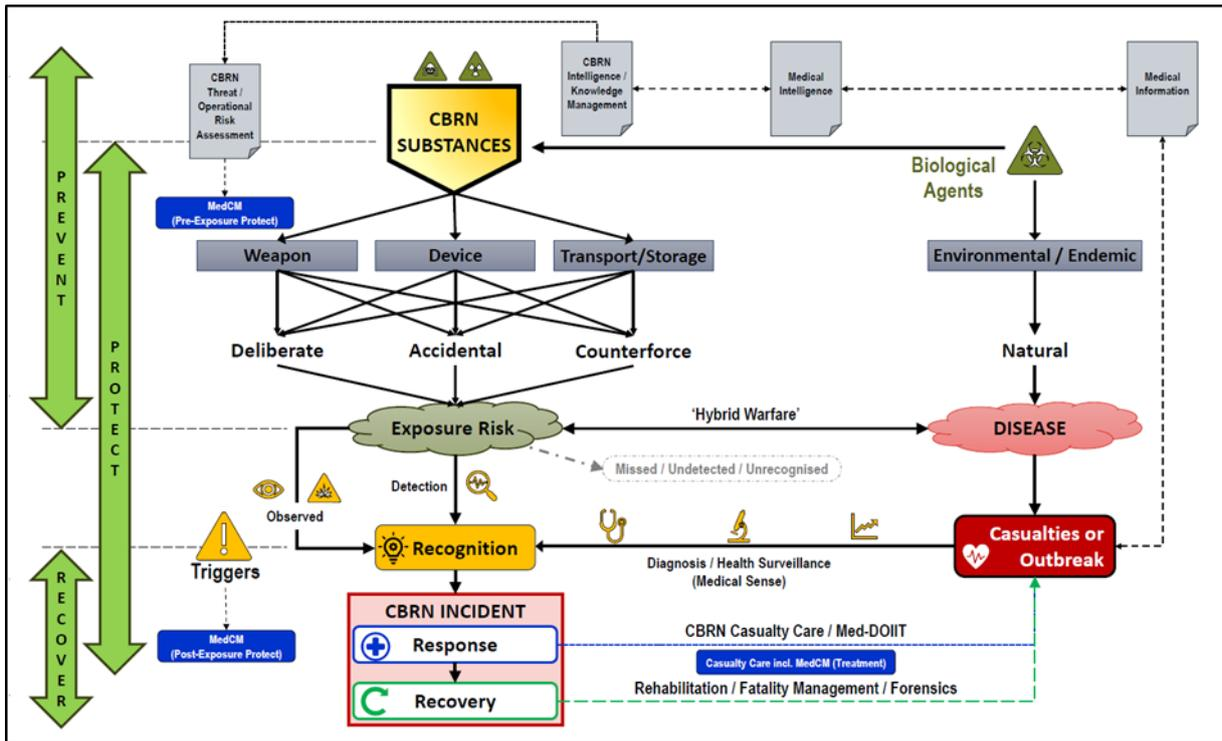 CBRN
Threat /
Operational
Risk
Assessment
CBRN
Intelligence /
Knowledge
Management
Medical
Intelligence
Medical
Information
CBRN
SUBSTANCES
Biological
Agents
MedCM
(Pre-Exposure Protect)
PREVENT
Weapon
Device
Transport/Storage
Environmental / Endemic
PROTECT
Deliberate
Accidental
Counterforce
Natural
Exposure Risk
'Hybrid Warfare'
DISEASE
Missed / Undetected / Unrecognised
Detection
Observed
Triggers
Recognition
Diagnosis / Health Surveillance
(Medical Sense)
Casualties or
Outbreak
RECOVER
MedCM
(Post-Exposure Protect)
CBRN INCIDENT
Response
CBRN Casualty Care / Med-DOIIT
Casualty Care incl. MedCM (Treatment)
Recovery
Rehabilitation / Fatality Management / Forensics